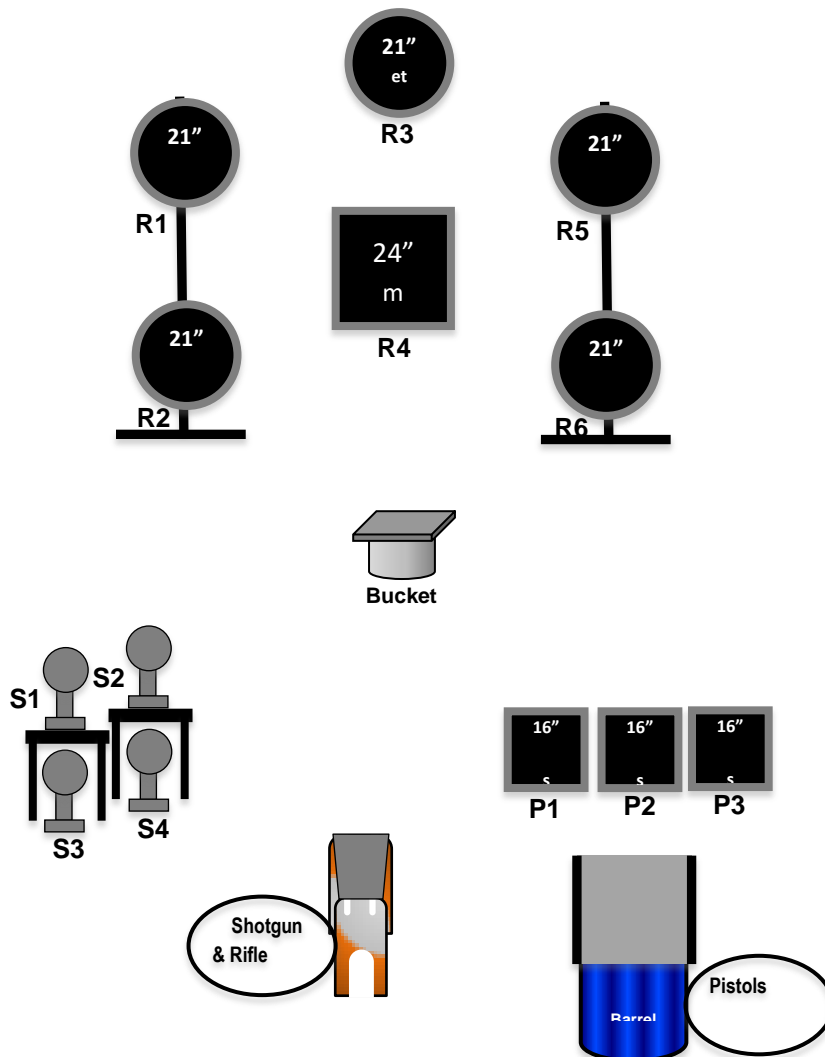 21”
et
R3
21”
R1
21”
R5
24”
m
R4
21”
R2
21”
R6
Bucket
S1
S2
S3
S4
16”
s
P1
16”
s
P2
16”
s
P3
Shotgun
& Rifle
Pistols
Barrel